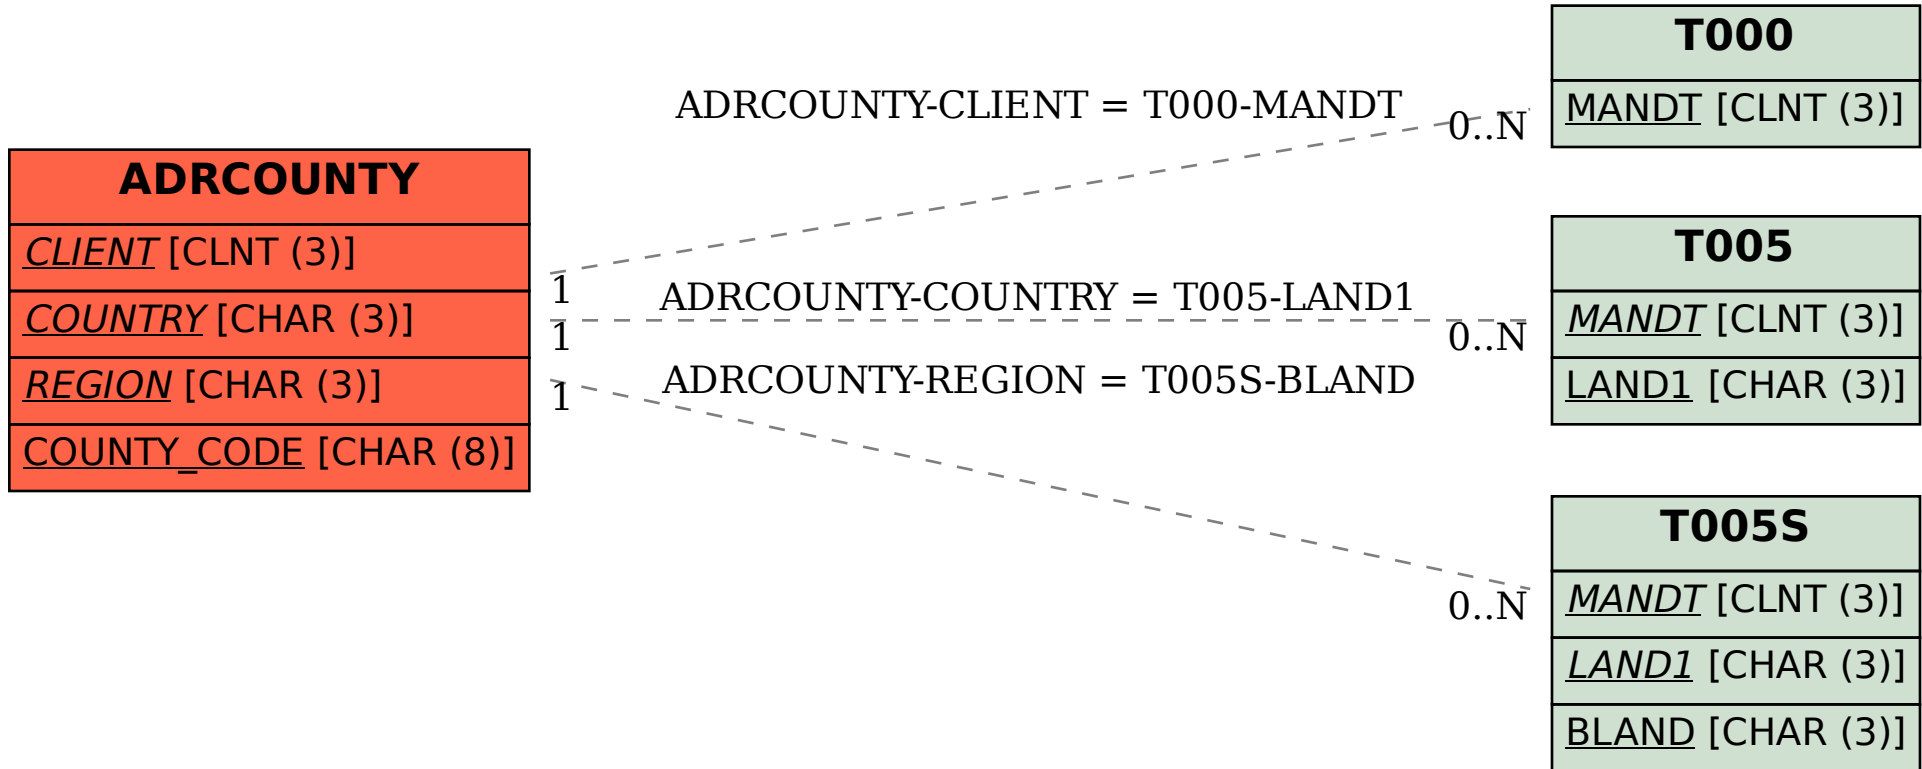 ADRCOUNTY
CLIENT [CLNT (3)]
COUNTRY [CHAR (3)]
REGION [CHAR (3)]
COUNTY_CODE [CHAR (8)]
ADRCOUNTY-CLIENT = T000-MANDT
0..N
1
ADRCOUNTY-COUNTRY = T005-LAND1
1
0..N
ADRCOUNTY-REGION = T005S-BLAND
1
0..N
T000
MANDT [CLNT (3)]
T005
MANDT [CLNT (3)]
LAND1 [CHAR (3)]
T005S
MANDT [CLNT (3)]
LAND1 [CHAR (3)]
BLAND [CHAR (3)]